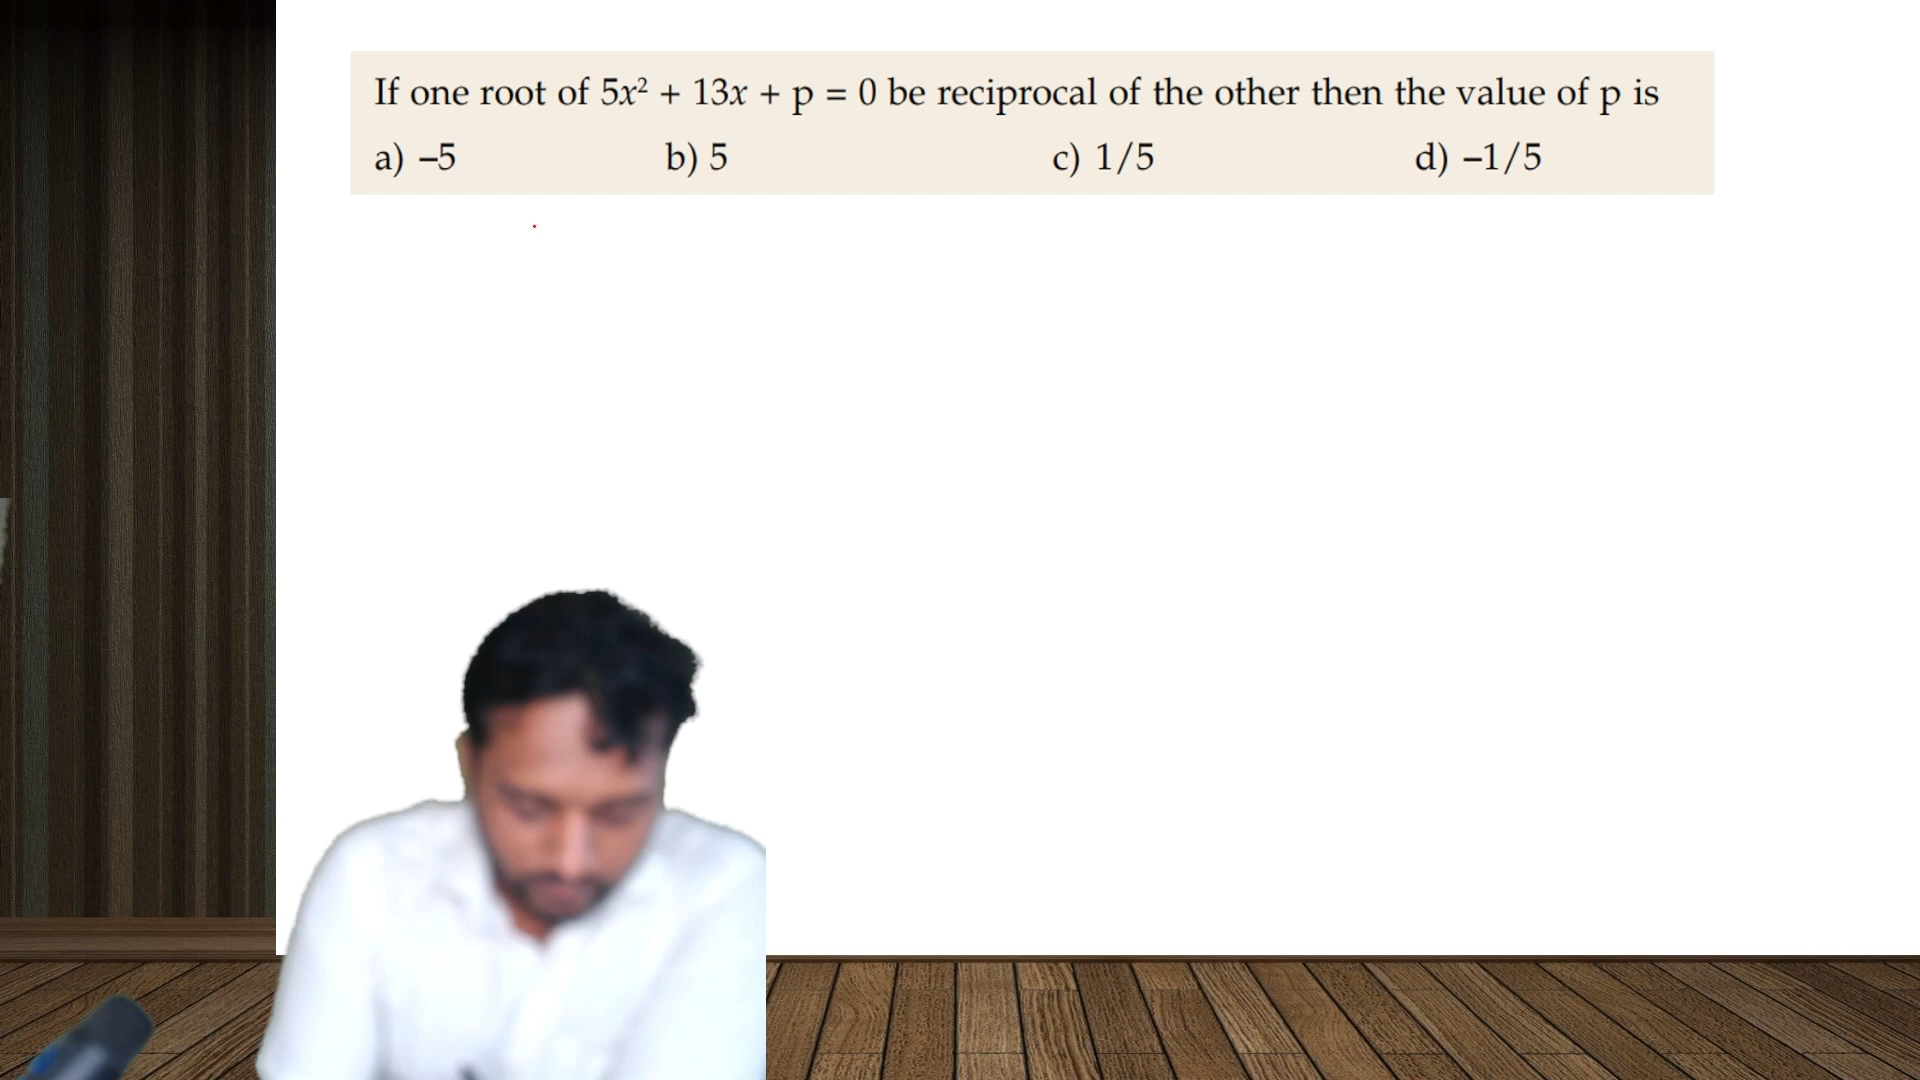 If one root of 5x² + 13x + p = 0 be reciprocal of the other then the value of p is
a) –5 b) 5 c) 1/5 d) –1/5